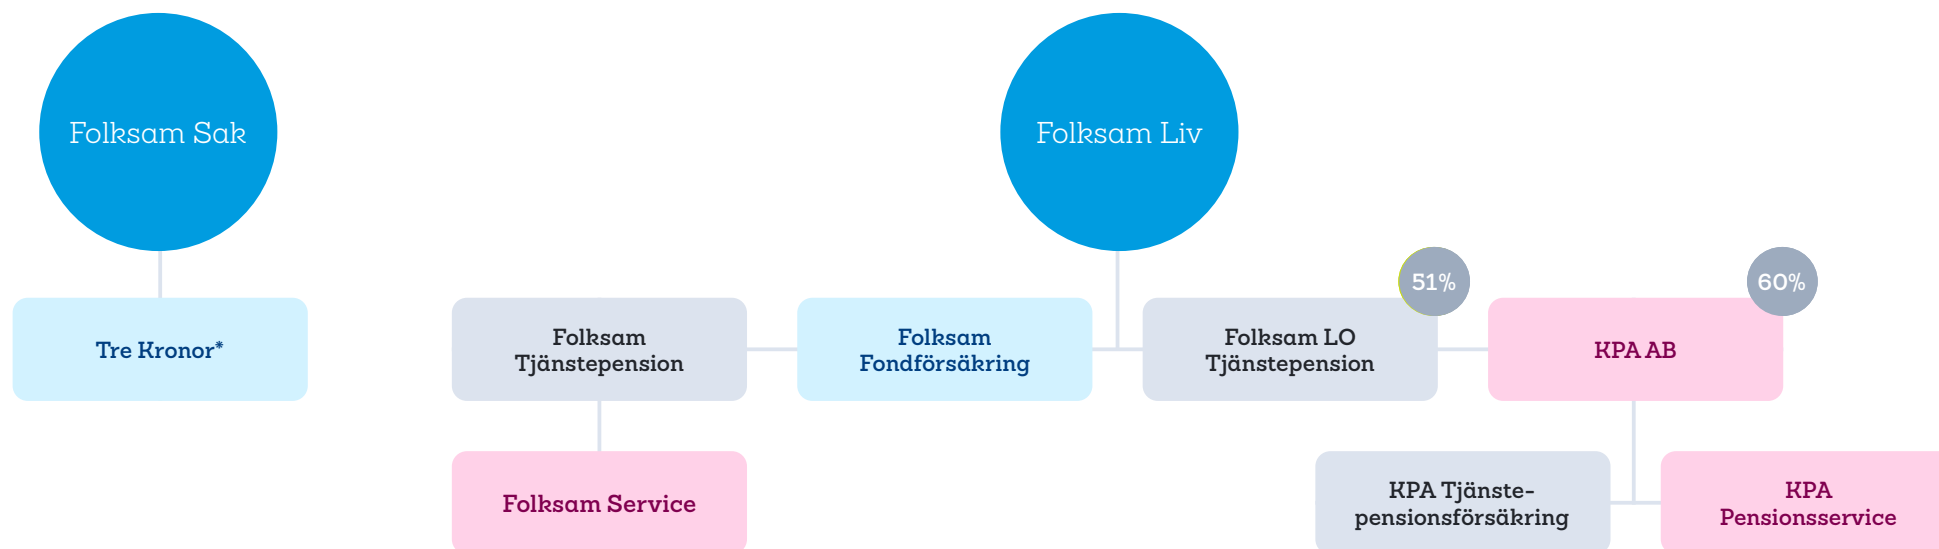 Folksam Sak
Folksam Liv
51%
60%
Tre Kronor*
Folksam
Tjänstepension
Folksam
Fondförsäkring
Folksam LO
Tjänstepension
KPA AB
Folksam Service
KPA Tjänste-
pensionsförsäkring
KPA
Pensionsservice